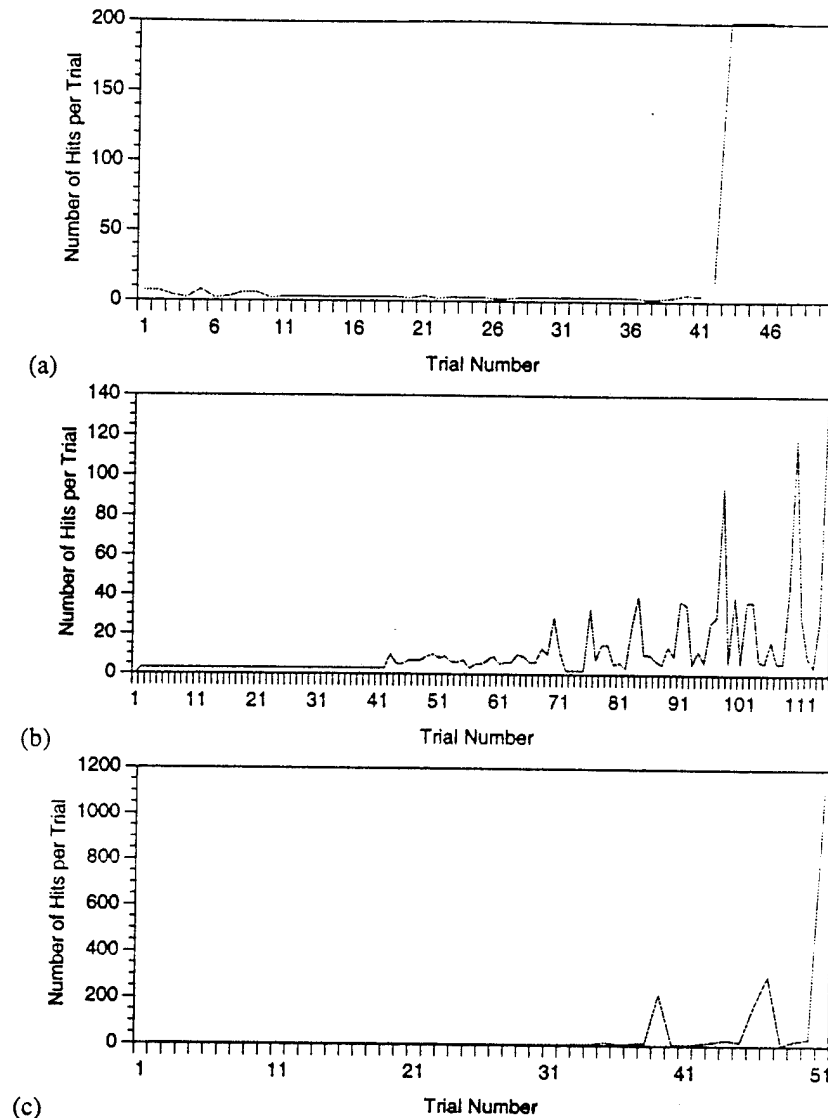 200
150
100
50
0
Number of Hits per Trial
1 6 11 16 21 26 31 36 41 46
Trial Number
(a)
140
120
100
80
60
40
20
0
Number of Hits per Trial
1 11 21 31 41 51 61 71 81 91 101 111
Trial Number
(b)
1200
1000
800
600
400
200
0
Number of Hits per Trial
1 11 21 31 41 51
Trial Number
(c)